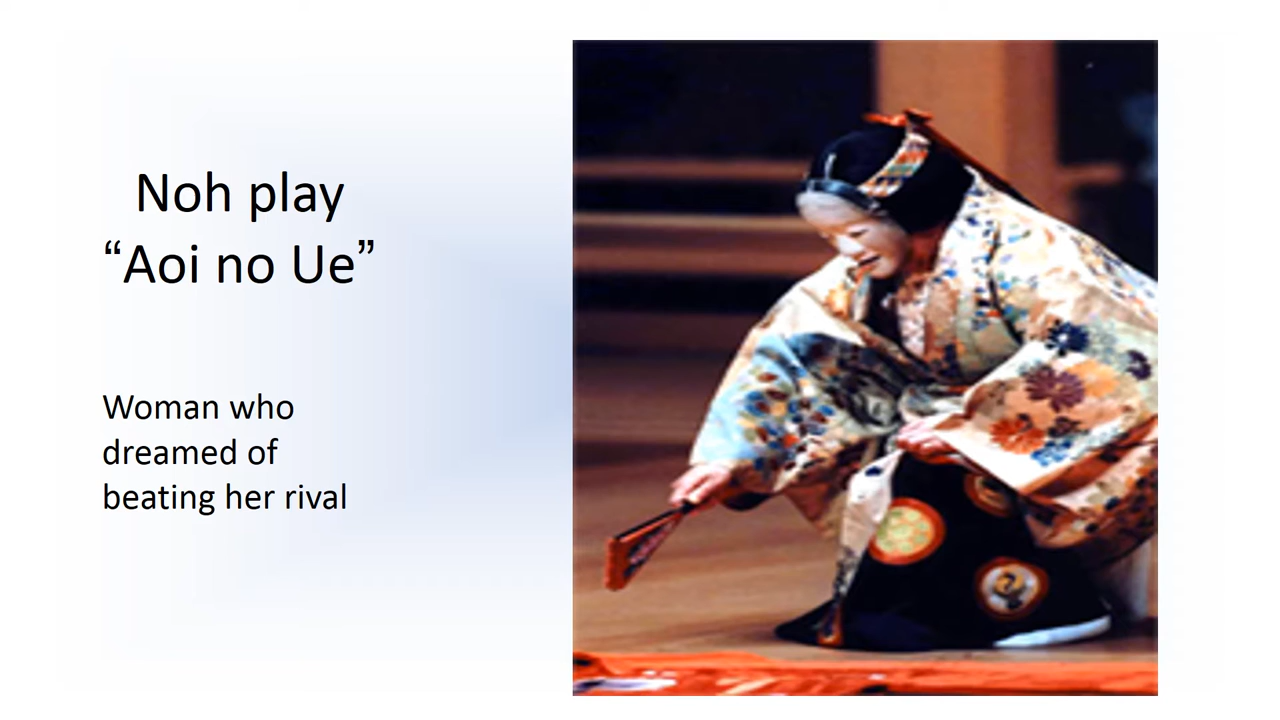 Noh play
“Aoi no Ue”
Woman who
dreamed of
beating her rival